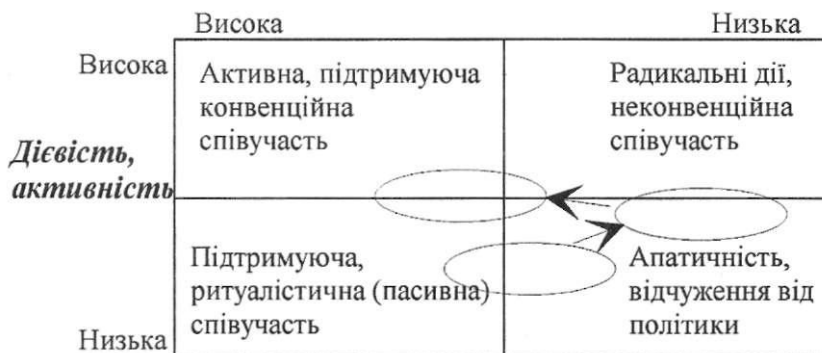 Висока
Низька
Висока
Активна, підтримуюча
конвенційна
співучасть
Радикальні дії,
неконвенційна
співучасть
Дієвість,
активність
Підтримуюча,
ритуалістична (пасивна)
співучасть
Апатичність,
відчуження від
політики
Низька